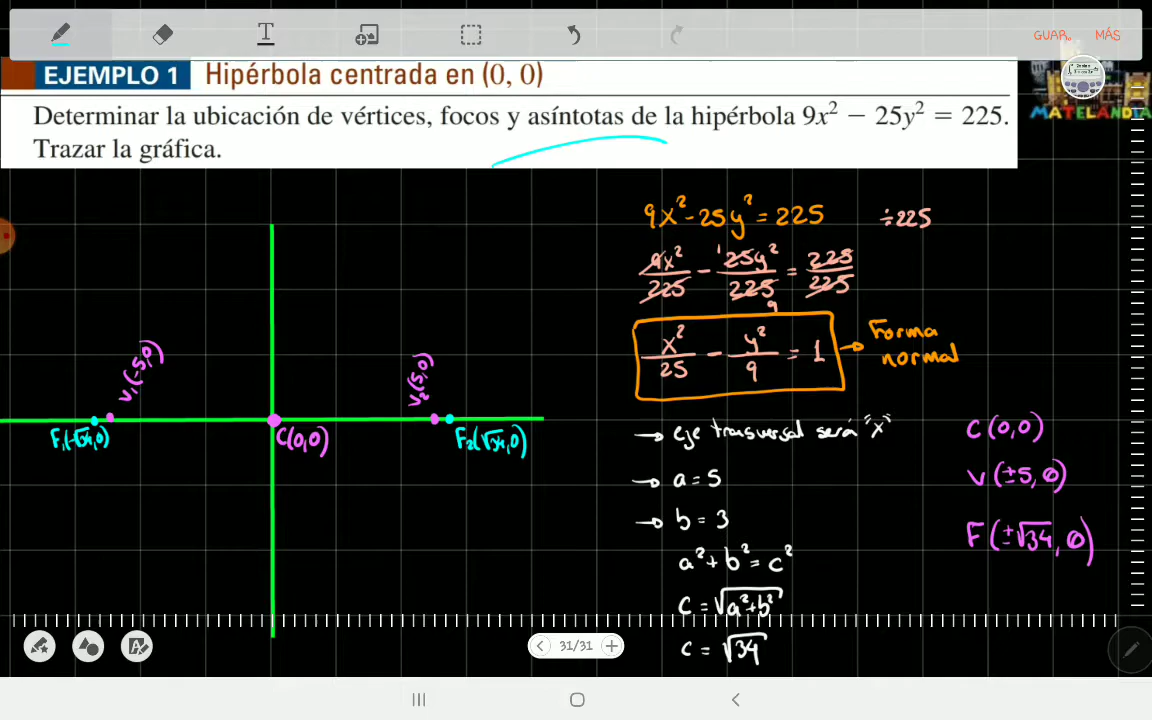 GUAR. MÁS
EJEMPLO 1 Hipérbola centrada en (0, 0)
Determinar la ubicación de vértices, focos y asíntotas de la hipérbola 9x² − 25y² = 225.
Trazar la gráfica.
MATELANDIA
9x² - 25y² = 225 ÷225
9x²/225 - 25y²/225 = 225/225
9
x²/25 - y²/9 = 1 → Forma normal
V₁(-5,0)
V₂(5,0)
F₁(-√34,0)
C(0,0)
F₂(√34,0)
→ eje transversal será "x"
→ a = 5
→ b = 3
a² + b² = c²
C = √a²+b²
c = √34
C (0,0)
V (±5, 0)
F (±√34, 0)
31/31